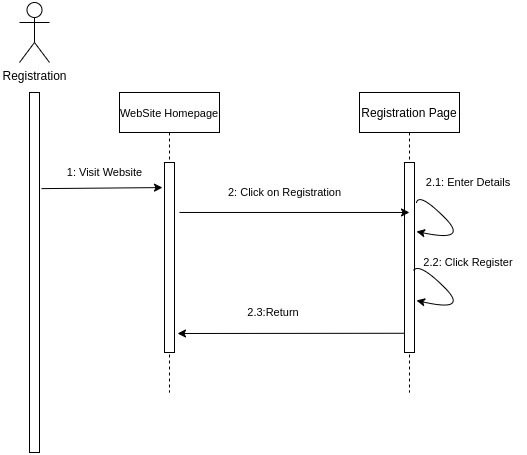 Registration
WebSite Homepage
Registration Page
1: Visit Website
2: Click on Registration
2.1: Enter Details
2.2: Click Register
2.3:Return